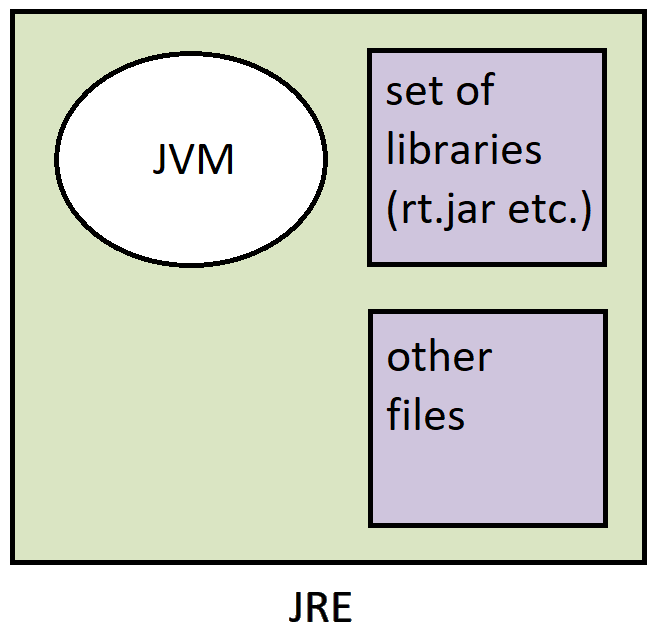 JVM
set of
libraries
(rt.jar etc.)
other
files
JRE